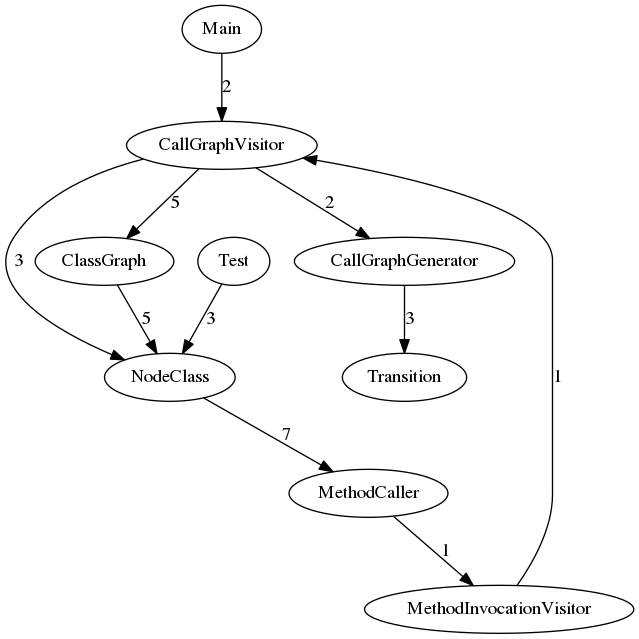 Main
2
CallGraphVisitor
5
2
3
ClassGraph
Test
CallGraphGenerator
5
3
3
NodeClass
Transition
1
7
MethodCaller
1
MethodInvocationVisitor